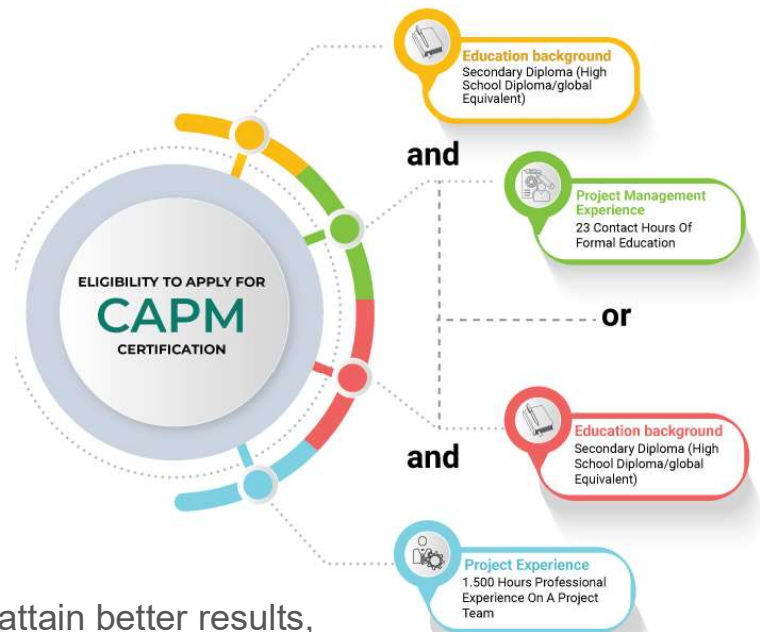 ELIGIBILITY TO APPLY FOR
CAPM
CERTIFICATION
Education background
Secondary Diploma (High
School Diploma/global
Equivalent)
and
Project Management
Experience
23 Contact Hours Of
Formal Education
or
Education background
Secondary Diploma (High
School Diploma/global
Equivalent)
and
Project Experience
1.500 Hours Professional
Experience On A Project
Team
attain better results,